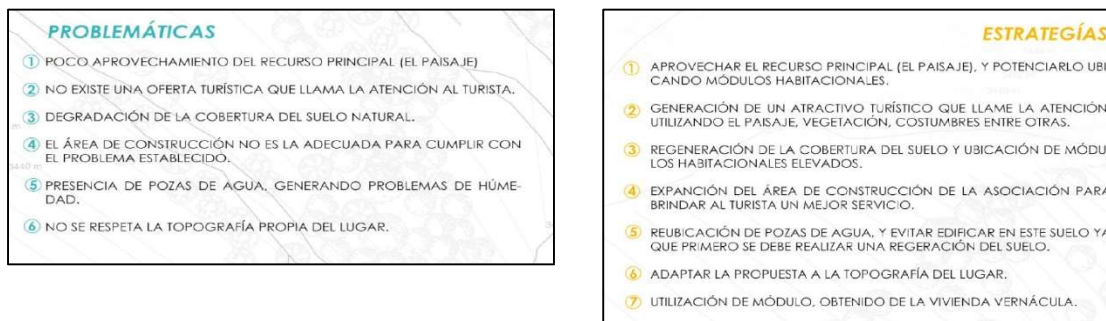 PROBLEMÁTICAS
1 POCO APROVECHAMIENTO DEL RECURSO PRINCIPAL (EL PAISAJE)
2 NO EXISTE UNA OFERTA TURÍSTICA QUE LLAMA LA ATENCIÓN AL TURISTA.
3 DEGRADACIÓN DE LA COBERTURA DEL SUELO NATURAL.
4 EL ÁREA DE CONSTRUCCIÓN NO ES LA ADECUADA PARA CUMPLIR CON
EL PROBLEMA ESTABLECIDO.
5 PRESENCIA DE POZAS DE AGUA, GENERANDO PROBLEMAS DE HÚME-
DAD.
6 NO SE RESPETA LA TOPOGRAFÍA PROPIA DEL LUGAR.
ESTRATEGÍAS
1 APROVECHAR EL RECURSO PRINCIPAL (EL PAISAJE), Y POTENCIARLO UBI
CANDO MÓDULOS HABITACIONALES.
2 GENERACIÓN DE UN ATRACTIVO TURÍSTICO QUE LLAME LA ATENCIÓN
UTILIZANDO EL PAISAJE, VEGETACIÓN, COSTUMBRES ENTRE OTRAS.
3 REGENERACIÓN DE LA COBERTURA DEL SUELO Y UBICACIÓN DE MÓDU
LOS HABITACIONALES ELEVADOS.
4 EXPANCIÓN DEL ÁREA DE CONSTRUCCIÓN DE LA ASOCIACIÓN PARA
BRINDAR AL TURISTA UN MEJOR SERVICIO.
5 REUBICACIÓN DE POZAS DE AGUA, Y EVITAR EDIFICAR EN ESTE SUELO YA
QUE PRIMERO SE DEBE REALIZAR UNA REGERACIÓN DEL SUELO.
6 ADAPTAR LA PROPUESTA A LA TOPOGRAFÍA DEL LUGAR.
7 UTILIZACIÓN DE MÓDULO, OBTENIDO DE LA VIVIENDA VERNÁCULA.